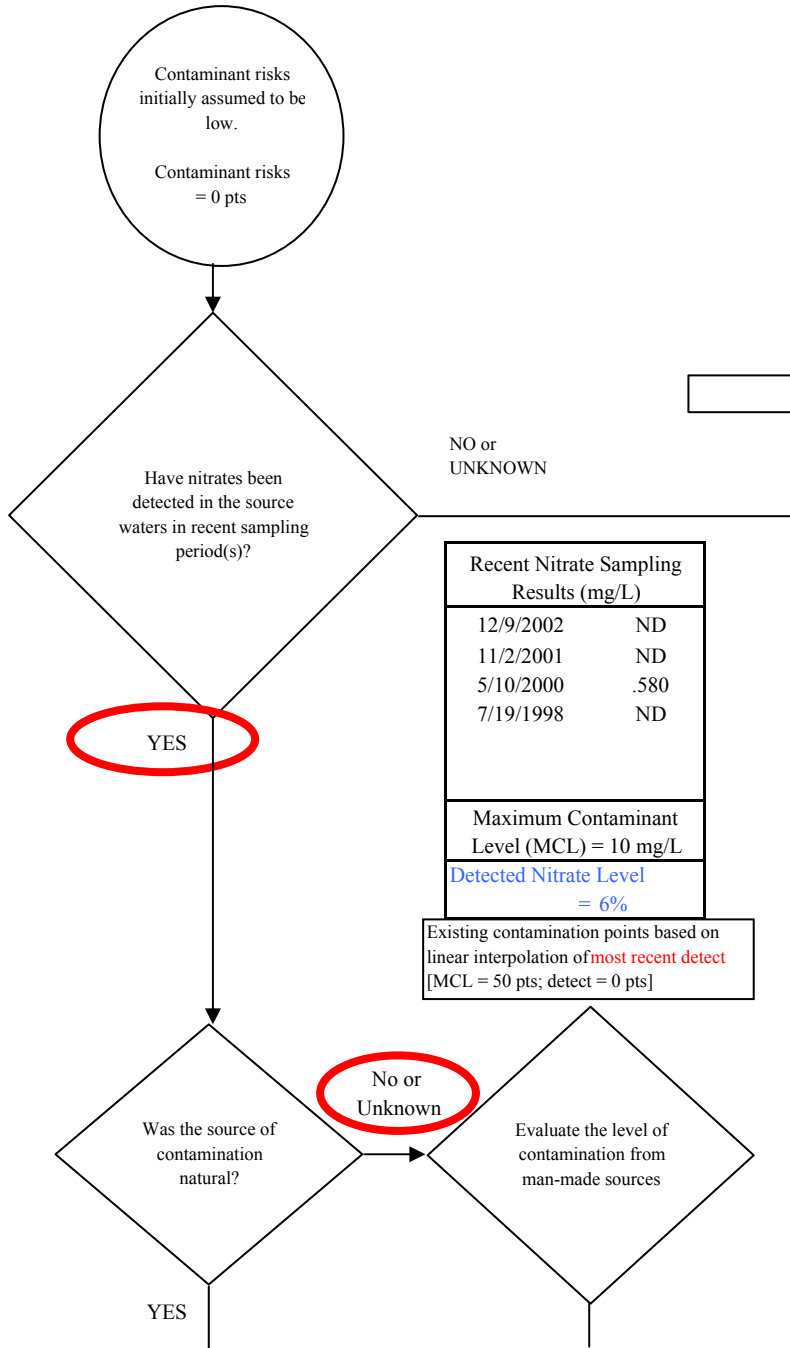 Contaminant risks
initially assumed to be
low.
Contaminant risks
= 0 pts
Have nitrates been
detected in the source
waters in recent sampling
period(s)?
NO or
UNKNOWN
YES
Recent Nitrate Sampling
Results (mg/L)
12/9/2002 ND
11/2/2001 ND
5/10/2000 .580
7/19/1998 ND
Maximum Contaminant
Level (MCL) = 10 mg/L
Detected Nitrate Level
= 6%
Existing contamination points based on
linear interpolation of most recent detect
[MCL = 50 pts; detect = 0 pts]
Was the source of
contamination
natural?
No or
Unknown
Evaluate the level of
contamination from
man-made sources
YES